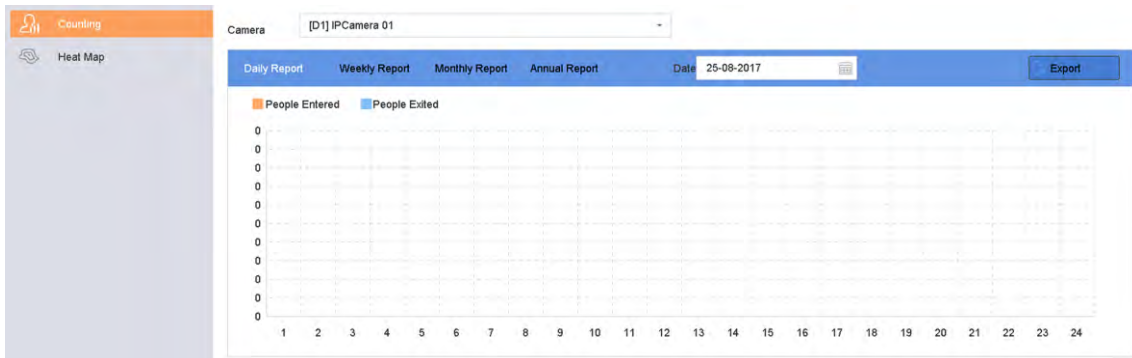 Counting
Heat Map
Camera [D1] IPCamera 01
Daily Report Weekly Report Monthly Report Annual Report Date 25-08-2017 Export
People Entered People Exited
0
0
0
0
0
0
0
0
0
0
0
1 2 3 4 5 6 7 8 9 10 11 12 13 14 15 16 17 18 19 20 21 22 23 24